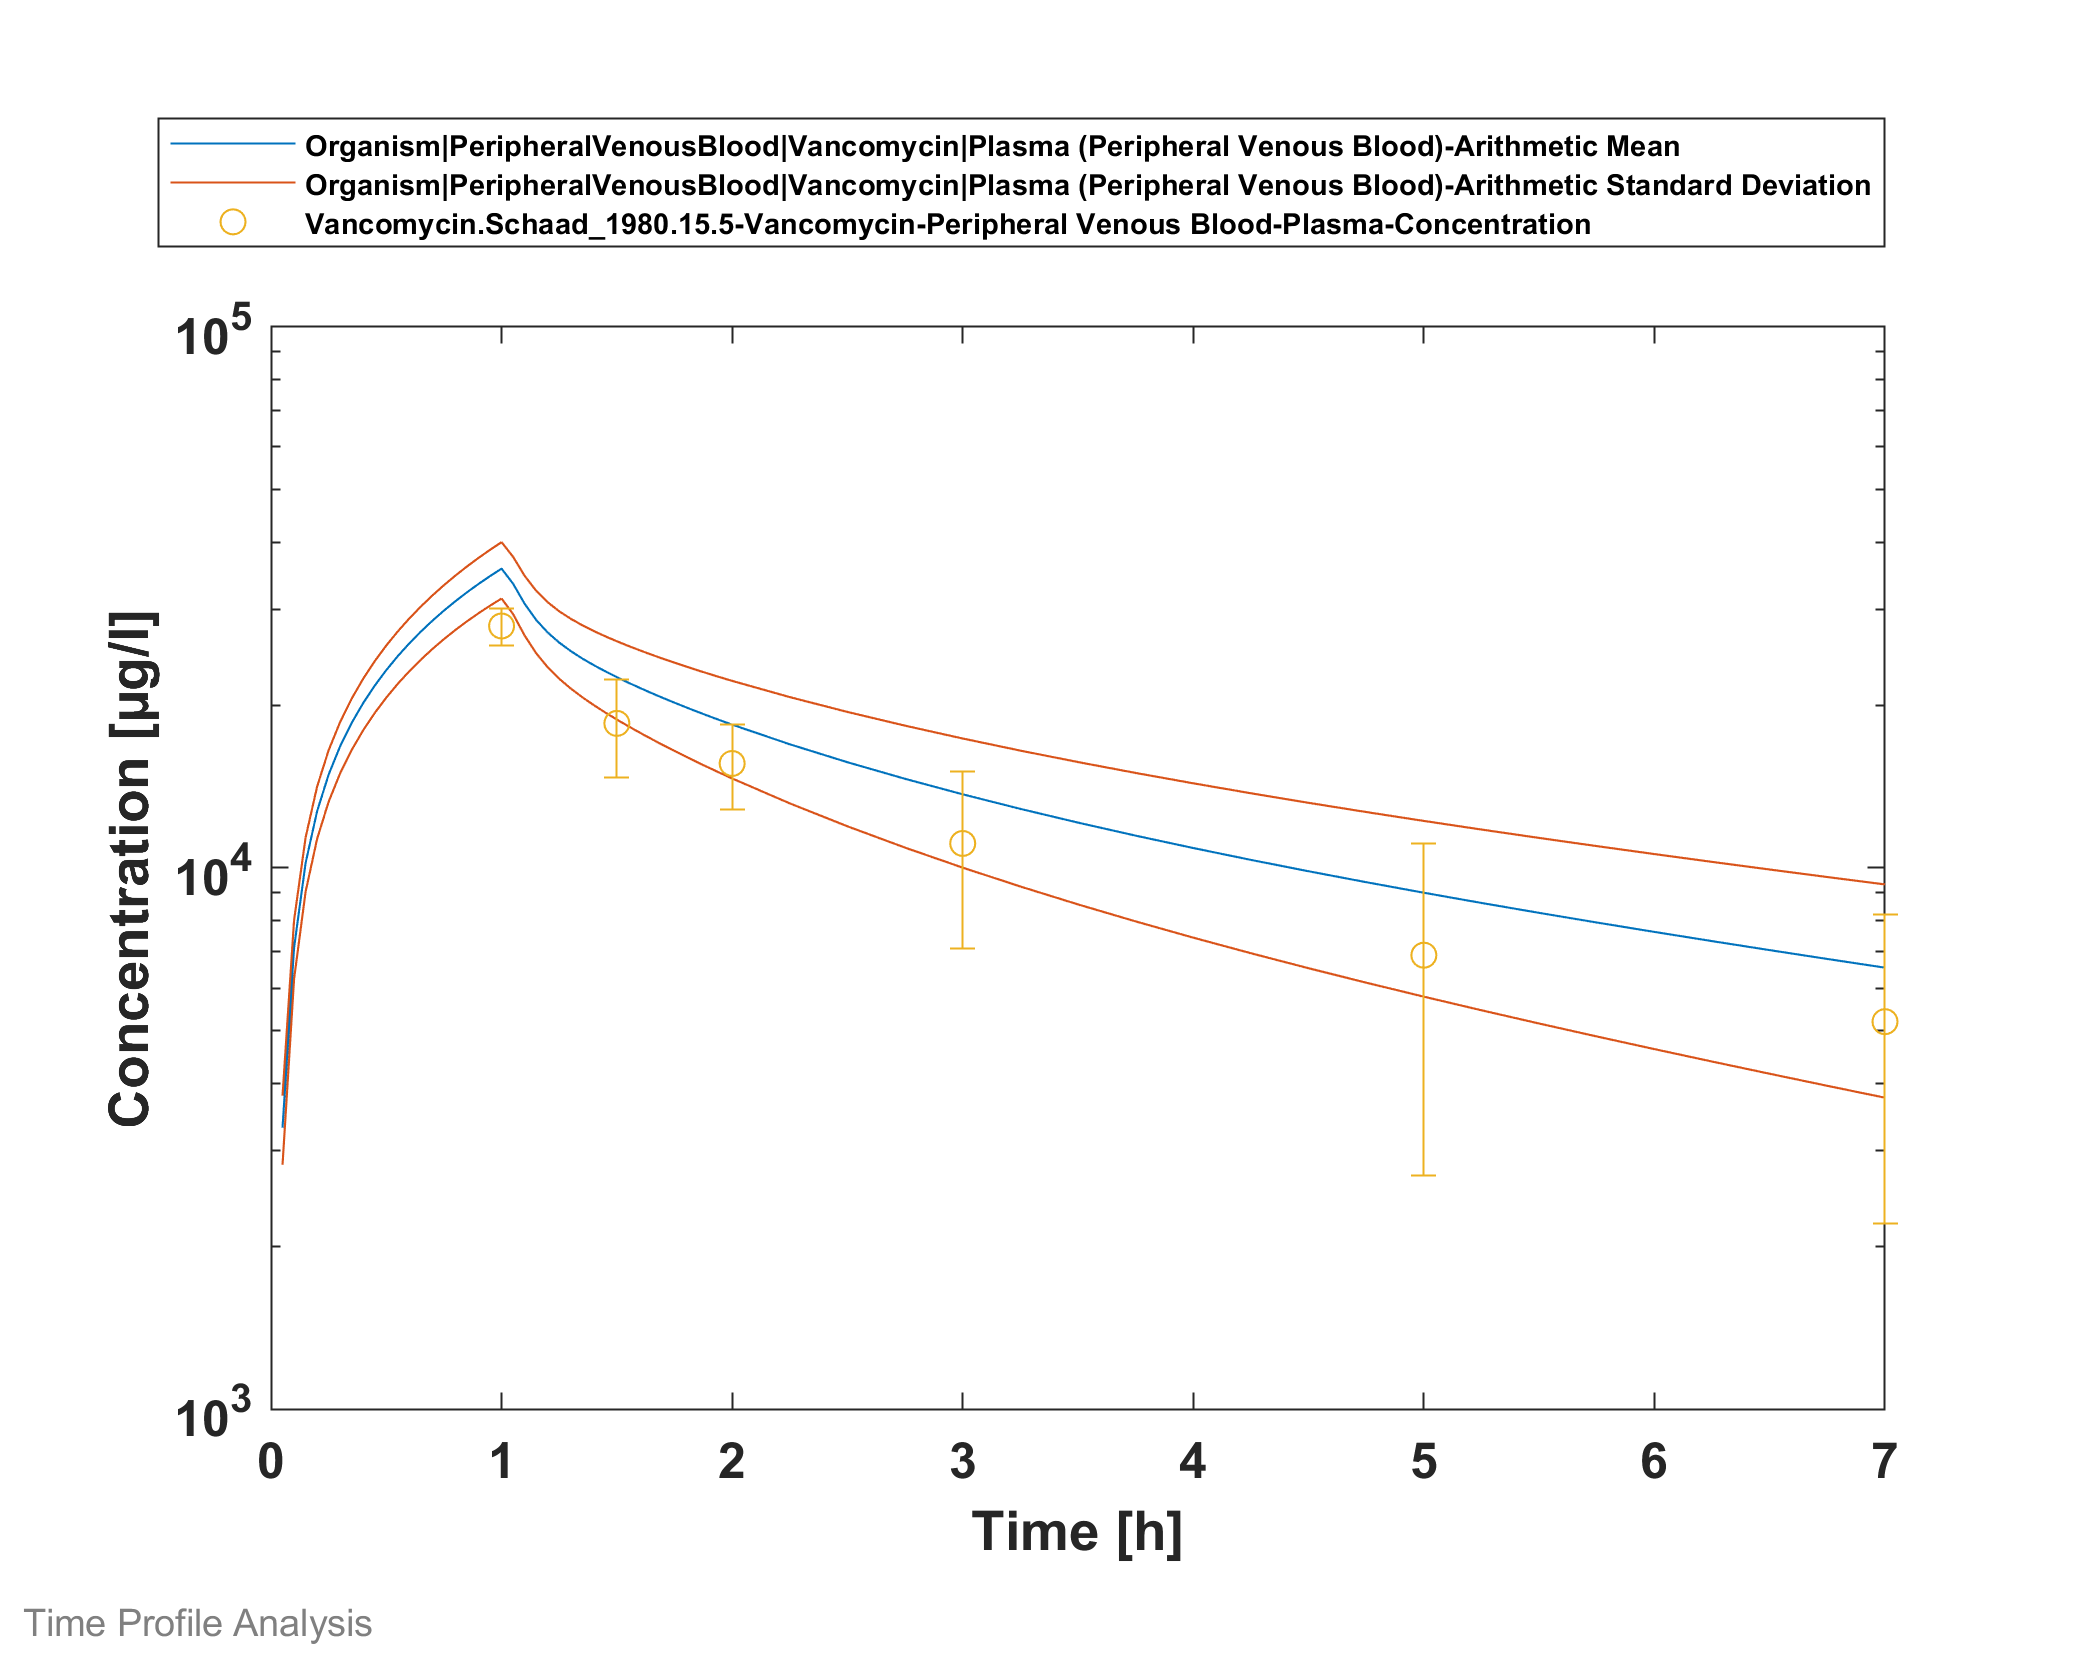 Organism|PeripheralVenousBlood|Vancomycin|Plasma (Peripheral Venous Blood)-Arithmetic Mean
Organism|PeripheralVenousBlood|Vancomycin|Plasma (Peripheral Venous Blood)-Arithmetic Standard Deviation
Vancomycin.Schaad_1980.15.5-Vancomycin-Peripheral Venous Blood-Plasma-Concentration
10^5
10^4
10^3
Concentration [µg/l]
0 1 2 3 4 5 6 7
Time [h]
Time Profile Analysis